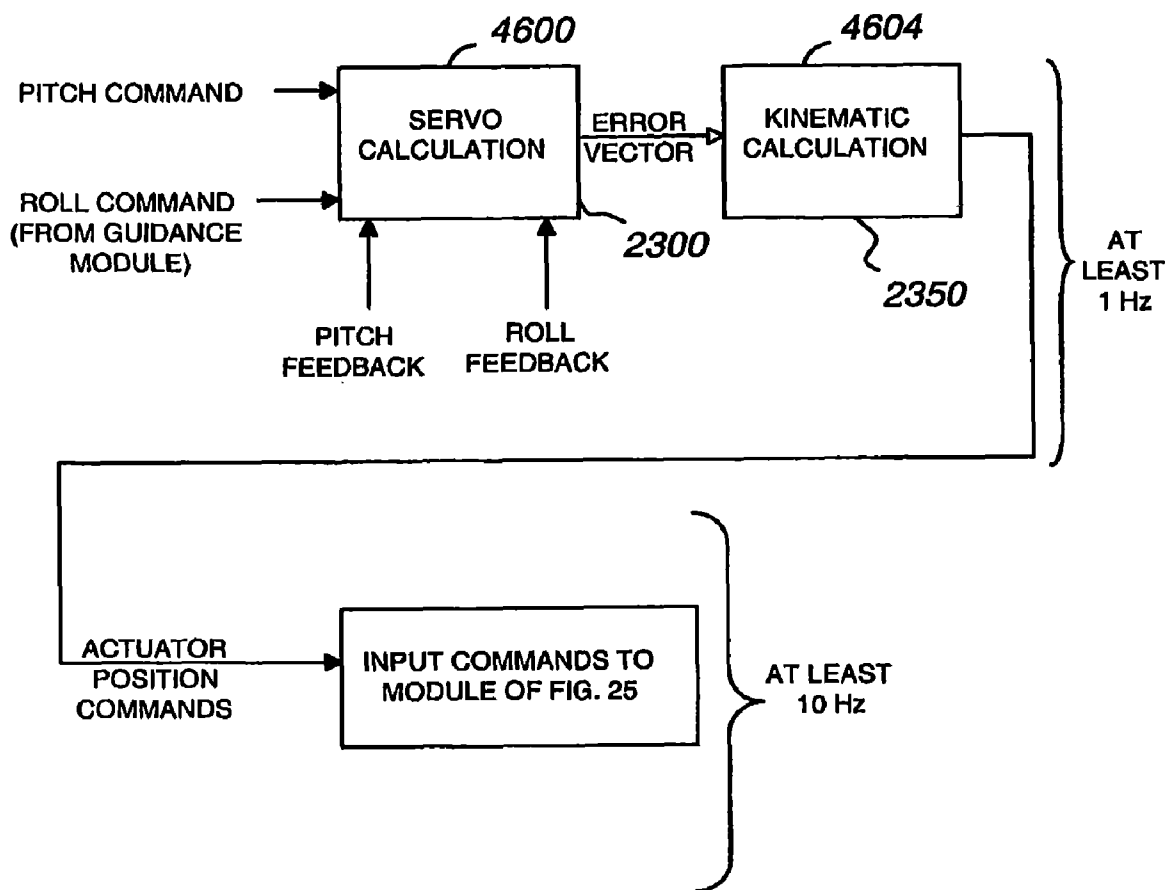 4600
4604
PITCH COMMAND
SERVO
CALCULATION
ERROR
VECTOR
KINEMATIC
CALCULATION
ROLL COMMAND
(FROM GUIDANCE
MODULE)
2300
2350
AT
LEAST
1 Hz
PITCH
FEEDBACK
ROLL
FEEDBACK
ACTUATOR
POSITION
COMMANDS
INPUT COMMANDS TO
MODULE OF FIG. 25
AT LEAST
10 Hz